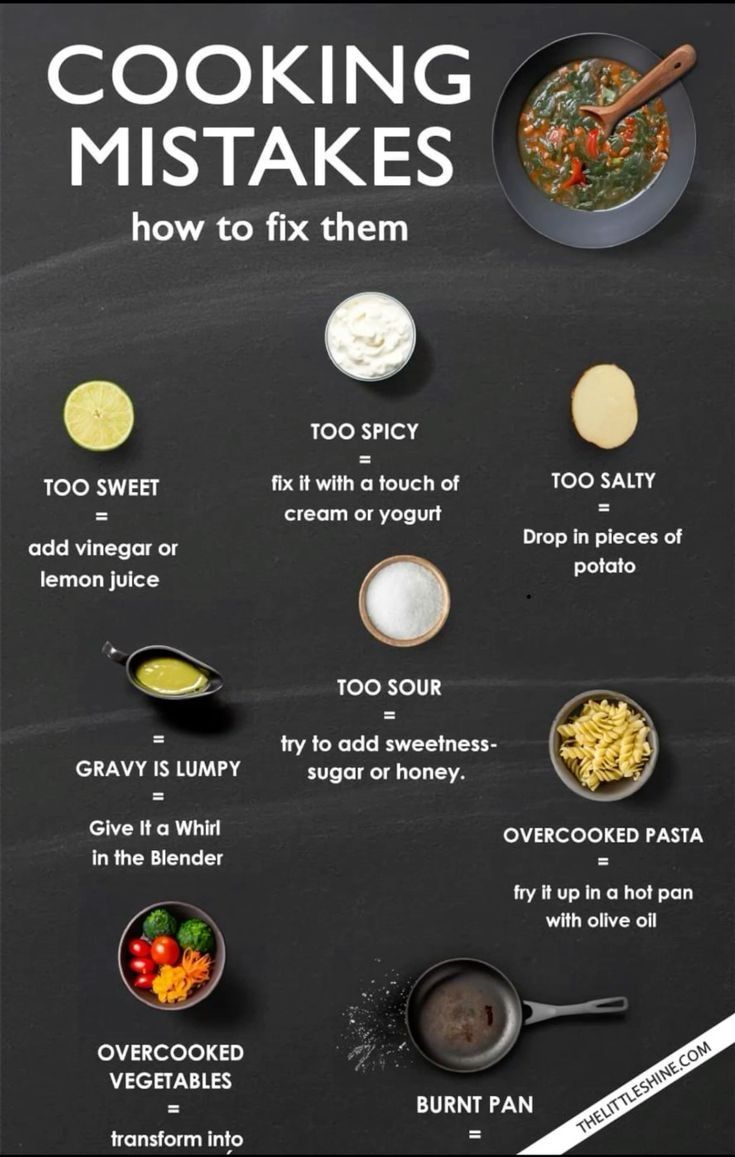 COOKING
MISTAKES
how to fix them
TOO SPICY
=
fix it with a touch of
cream or yogurt
TOO SWEET
=
add vinegar or
lemon juice
TOO SALTY
=
Drop in pieces of
potato
TOO SOUR
=
try to add sweetness-
sugar or honey.
=
GRAVY IS LUMPY
=
Give It a Whirl
in the Blender
OVERCOOKED PASTA
=
fry it up in a hot pan
with olive oil
OVERCOOKED
VEGETABLES
=
transform into
BURNT PAN
=
THELITTLESHINE.COM